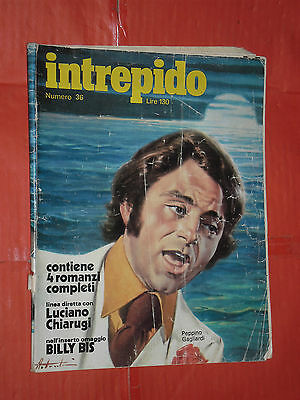 intrepido
Numero 36
Lire 130
contiene
4 romanzi
completi
linea diretta con
Luciano
Chiarugi
nell'inserto omaggio
BILLY BIS
Peppino
Gagliardi